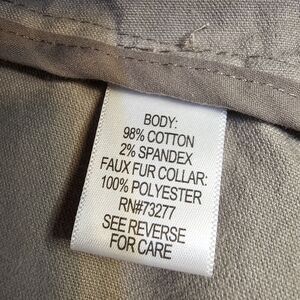 BODY:
98% COTTON
2% SPANDEX
FAUX FUR COLLAR:
100% POLYESTER
RN#73277
SEE REVERSE
FOR CARE